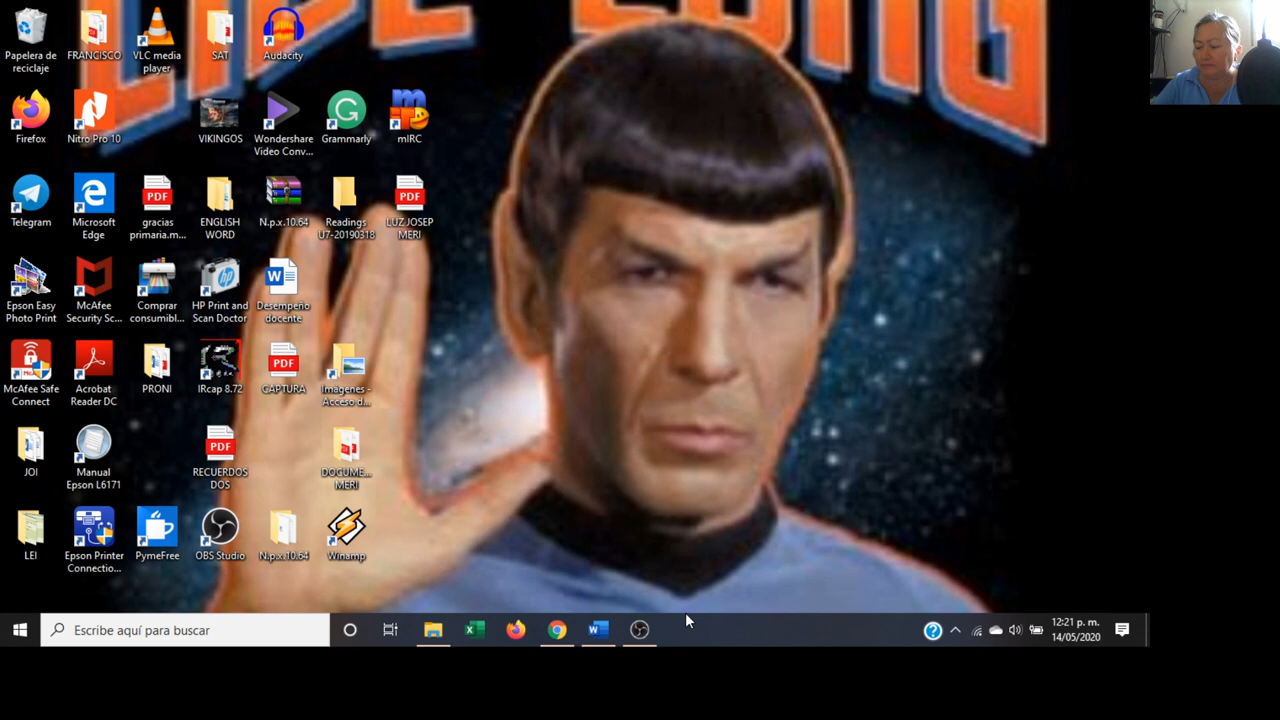 LIVE LONG
Papelera de
reciclaje
FRANCISCO
VLC media
player
SAT
Audacity
Firefox
Nitro Pro 10
VIKINGOS
Wondershare
Video Conv...
Grammarly
mIRC
Telegram
Microsoft
Edge
PDF
gracias
primaria.m...
ENGLISH
WORD
N.p.x.10.64
Readings
U7-20190318
PDF
LUZ JOSEP
MERI
Epson Easy
Photo Print
McAfee
Security Sc...
Comprar
consumibl...
HP Print and
Scan Doctor
Desempeño
docente
McAfee Safe
Connect
Acrobat
Reader DC
PRONI
IRcap 8.72
PDF
CAPTURA
Imágenes -
Acceso d...
JOI
Manual
Epson L6171
PDF
RECUERDOS
DOS
DOCUME...
MERI
LEI
Epson Printer
Connectio...
PymeFree
OBS Studio
N.p.x.10.64
Winamp
Escribe aquí para buscar
12:21 p. m.
14/05/2020